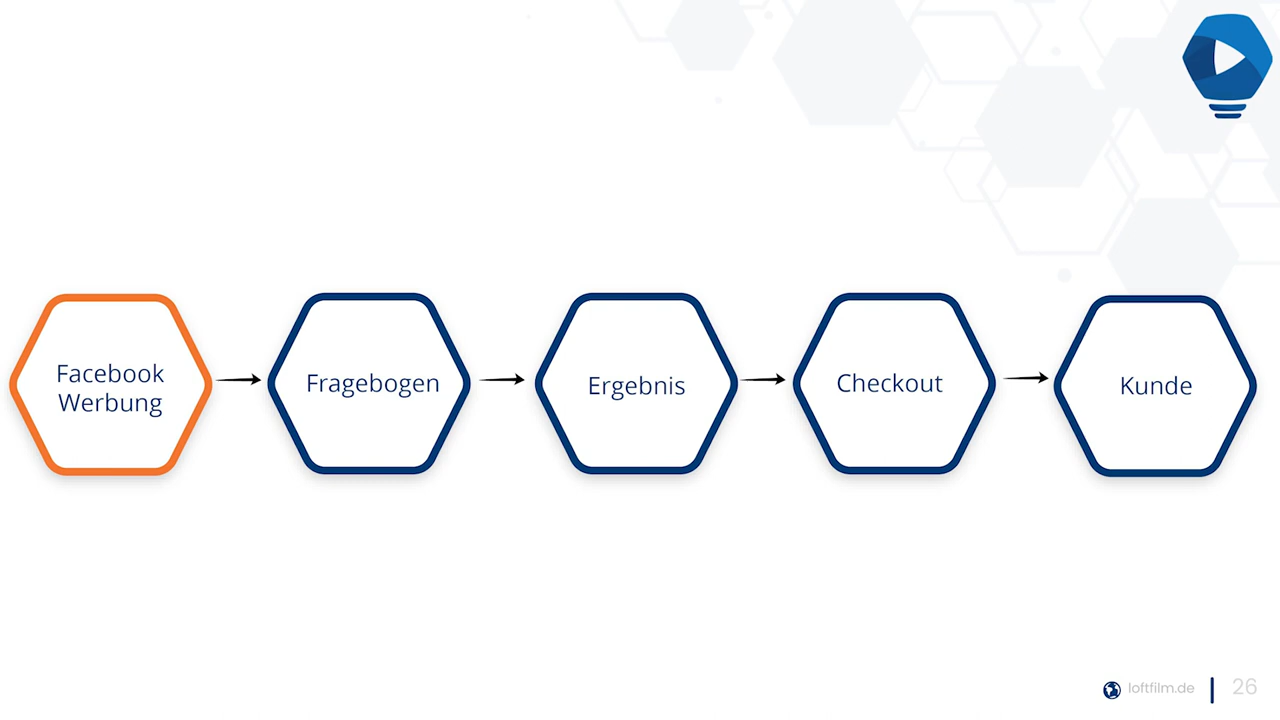 Facebook
Werbung
Fragebogen
Ergebnis
Checkout
Kunde
loftfilm.de
26